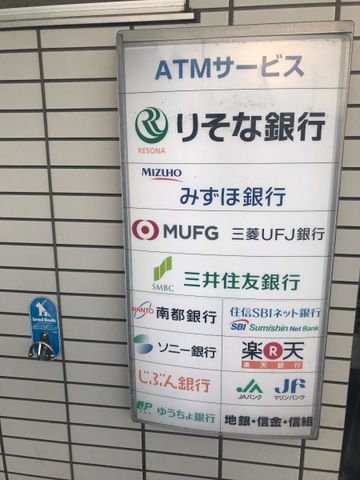 ATMサービス
RESONA りそな銀行
MIZUHO
みずほ銀行
MUFG 三菱UFJ銀行
SMBC 三井住友銀行
NANTO 南都銀行
住信SBIネット銀行
SBI Sumishin Net Bank
ソニー銀行
楽天
楽天銀行
じぶん銀行
JA JAバンク
JF マリンバンク
JP ゆうちょ銀行
地銀・信金・信組